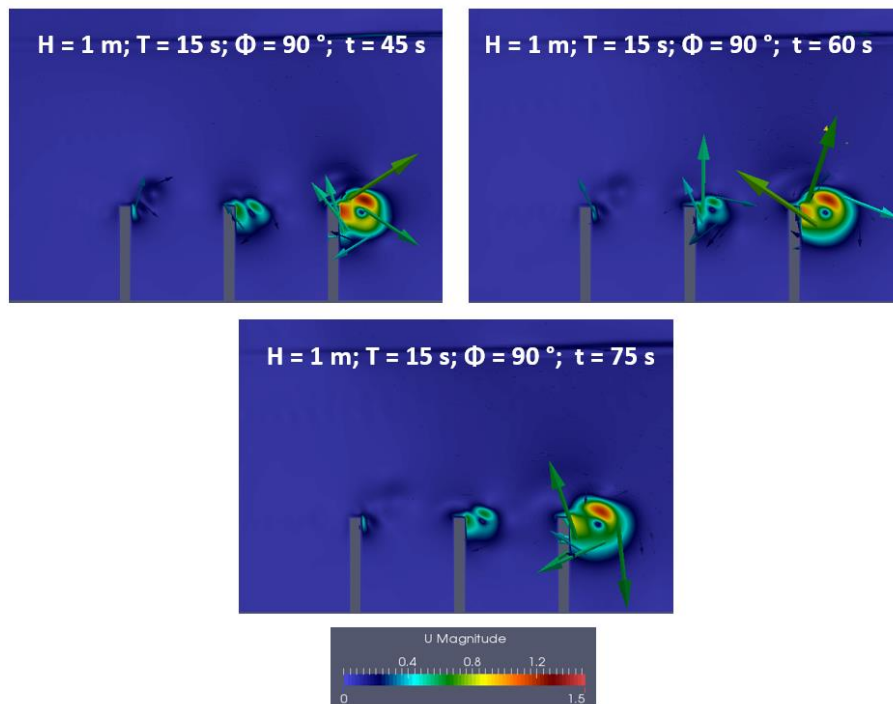 H = 1 m; T = 15 s; Φ = 90 °; t = 45 s
H = 1 m; T = 15 s; Φ = 90 °; t = 60 s
H = 1 m; T = 15 s; Φ = 90 °; t = 75 s
U Magnitude
0.4 0.8 1.2
0 1.5